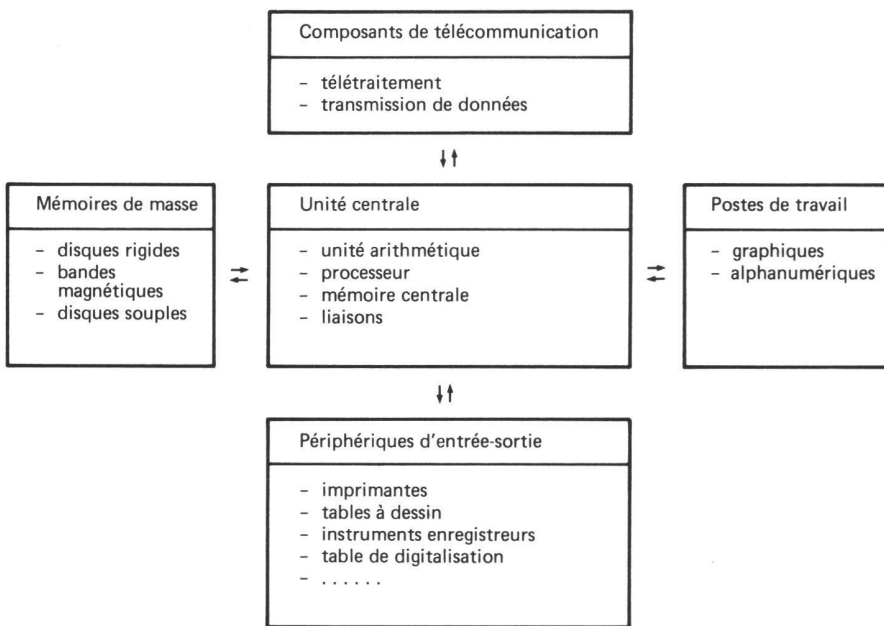 Composants de télécommunication
– télétraitement
– transmission de données
Mémoires de masse
– disques rigides
– bandes
magnétiques
– disques souples
Unité centrale
– unité arithmétique
– processeur
– mémoire centrale
– liaisons
Postes de travail
– graphiques
– alphanumériques
Périphériques d'entrée-sortie
– imprimantes
– tables à dessin
– instruments enregistreurs
– table de digitalisation
– . . . . . .